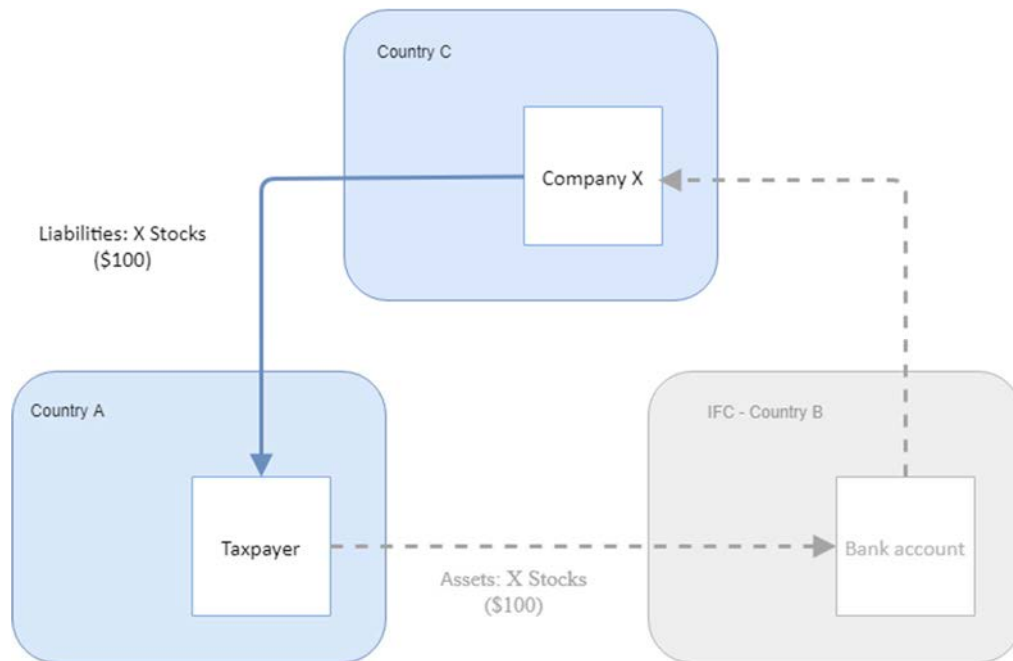 Country C
Company X
Liabilities: X Stocks
($100)
Country A
IFC - Country B
Taxpayer
Bank account
Assets: X Stocks
($100)